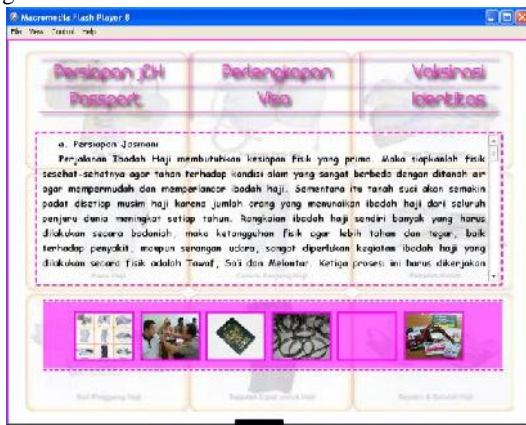 Macromedia Flash Player 8
File View Control Help
Persiapan JCH Perlengkapan Vaksinasi
Passport Visa Identitas
a. Persiapan Jasmani
Perjalanan Ibadah Haji membutuhkan kesiapan fisik yang prima. Maka siapkanlah fisik
sesehat-sehatnya agar tahan terhadap kondisi alam yang sangat berbeda dengan ditanah air
agar mempermudah dan memperlancar ibadah haji. Sementara itu tanah suci akan semakin
padat disetiap musim haji karena jumlah orang yang menunaikan ibadah haji dari seluruh
penjuru dunia meningkat setiap tahun. Rangkaian ibadah haji sendiri banyak yang harus
dilakukan secara badaniah, maka ketangguhan fisik agar lebih tahan dan tegar, baik
terhadap penyakit, maupun serangan udara, sangat diperlukan kegiatan ibadah haji yang
dilakukan secara fisik adalah Tawaf, Sa'i dan Melontar. Ketiga prosesi ini harus dikerjakan